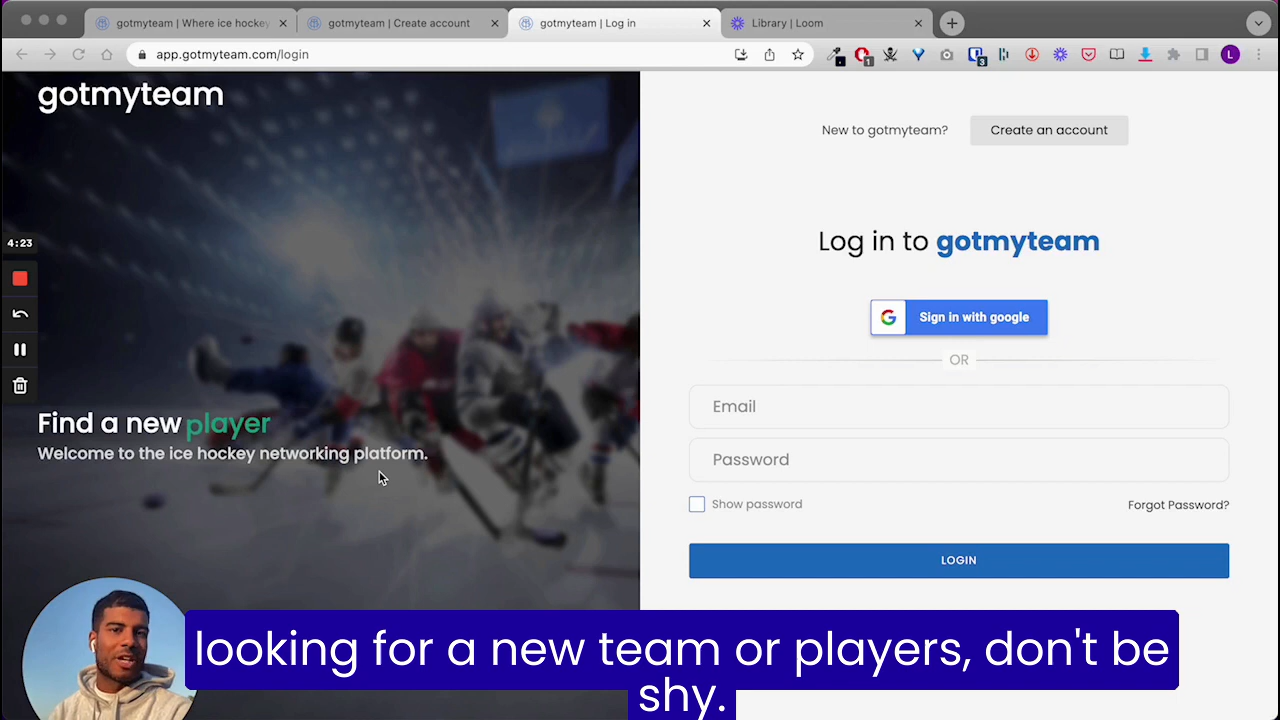 gotmyteam | Where ice hockey
gotmyteam | Create account
gotmyteam | Log in
Library | Loom
app.gotmyteam.com/login
1
3
L
gotmyteam
New to gotmyteam?
Create an account
Log in to gotmyteam
4:23
G
Sign in with google
OR
Email
Find a new player
Welcome to the ice hockey networking platform.
Password
Show password
Forgot Password?
LOGIN
looking for a new team or players, don't be
shy.